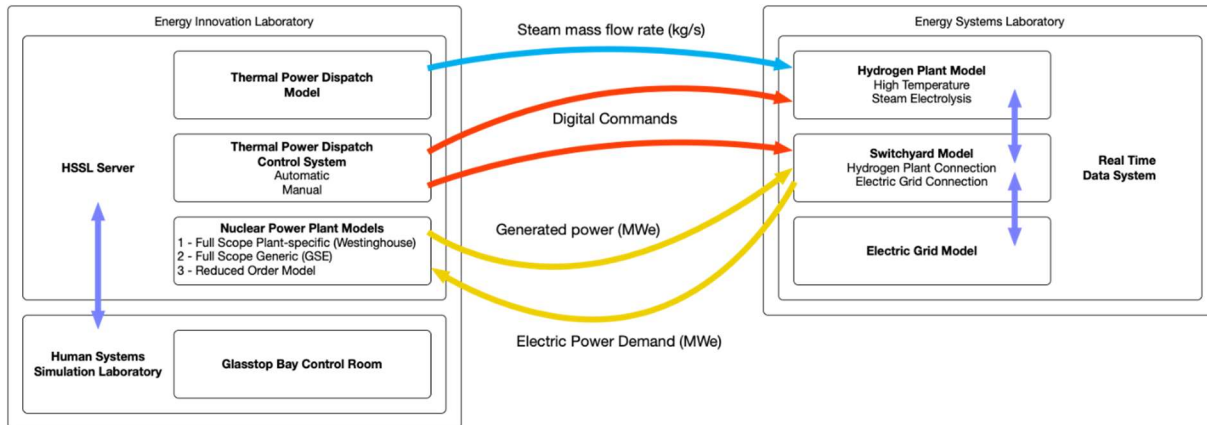 Energy Innovation Laboratory
HSSL Server
Thermal Power Dispatch
Model
Thermal Power Dispatch
Control System
Automatic
Manual
Nuclear Power Plant Models
1 - Full Scope Plant-specific (Westinghouse)
2 - Full Scope Generic (GSE)
3 - Reduced Order Model
Human Systems
Simulation Laboratory
Glasstop Bay Control Room
Steam mass flow rate (kg/s)
Digital Commands
Generated power (MWe)
Electric Power Demand (MWe)
Energy Systems Laboratory
Hydrogen Plant Model
High Temperature
Steam Electrolysis
Switchyard Model
Hydrogen Plant Connection
Electric Grid Connection
Electric Grid Model
Real Time
Data System